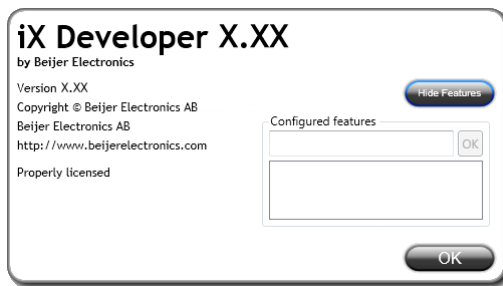 iX Developer X.XX
by Beijer Electronics
Version X.XX
Copyright © Beijer Electronics AB
Beijer Electronics AB
http://www.beijerelectronics.com
Properly licensed
Hide Features
Configured features
OK
OK